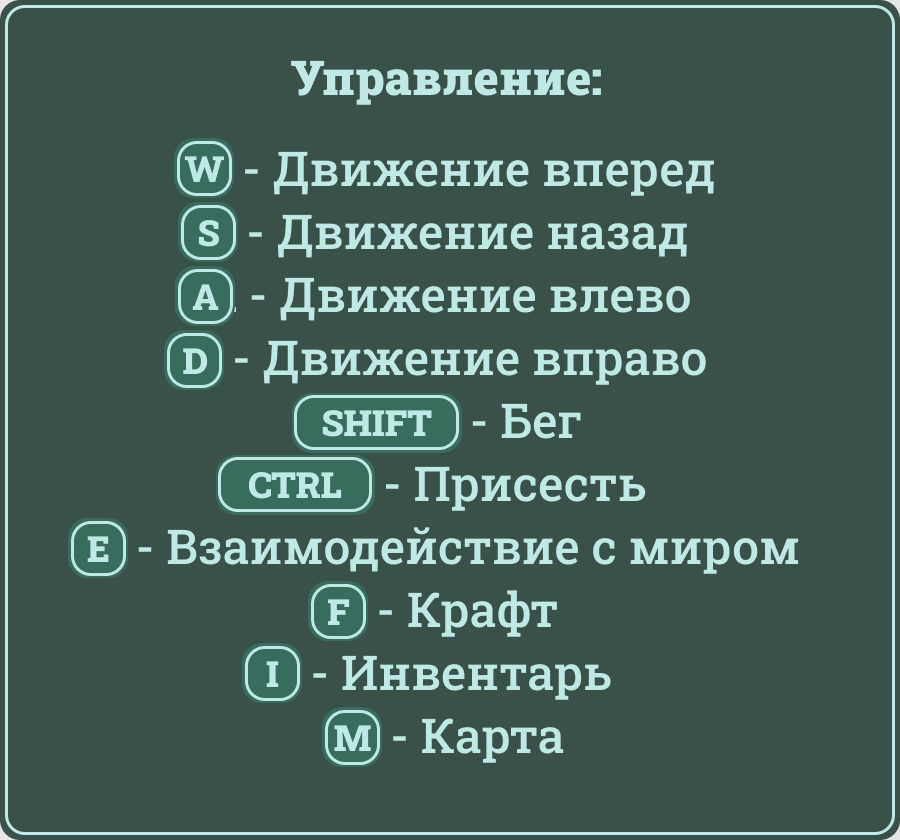 Управление:
W - Движение вперед
S - Движение назад
A - Движение влево
D - Движение вправо
SHIFT - Бег
CTRL - Присесть
E - Взаимодействие с миром
F - Крафт
I - Инвентарь
M - Карта